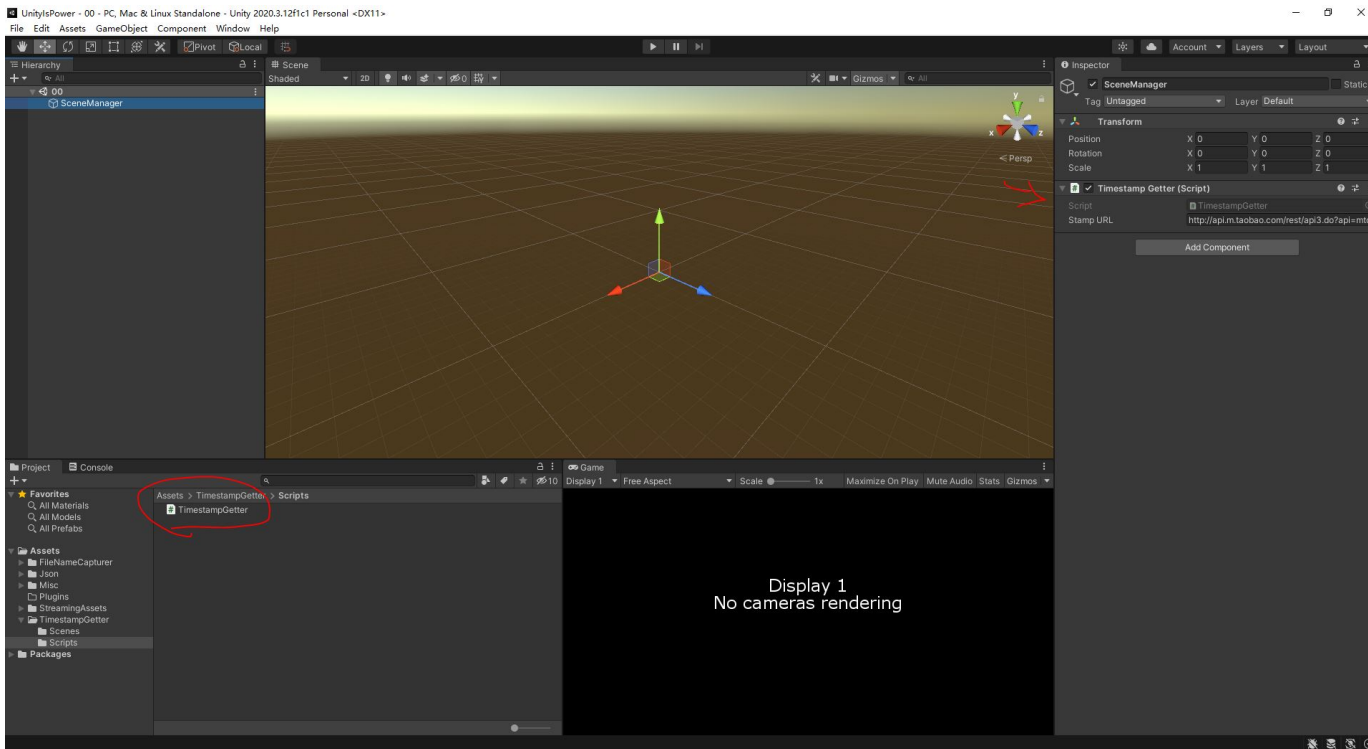 UnityIsPower - 00 - PC, Mac & Linux Standalone - Unity 2020.3.12f1c1 Personal <DX11>
File Edit Assets GameObject Component Window Help
Pivot Local Account Layers Layout
Hierarchy
All
00
SceneManager
Scene
Shaded 2D 0 Gizmos All
y
x z
Persp
Inspector
SceneManager Static
Tag Untagged Layer Default
Transform
Position X 0 Y 0 Z 0
Rotation X 0 Y 0 Z 0
Scale X 1 Y 1 Z 1
# Timestamp Getter (Script)
Script TimestampGetter
Stamp URL http://api.m.taobao.com/rest/api3.do?api=mt
Add Component
Project Console
10
Favorites
All Materials
All Models
All Prefabs
Assets
FileNameCapturer
Json
Misc
Plugins
StreamingAssets
TimestampGetter
Scenes
Scripts
Packages
Assets > TimestampGetter > Scripts
# TimestampGetter
Game
Display 1 Free Aspect Scale 1x Maximize On Play Mute Audio Stats Gizmos
Display 1
No cameras rendering